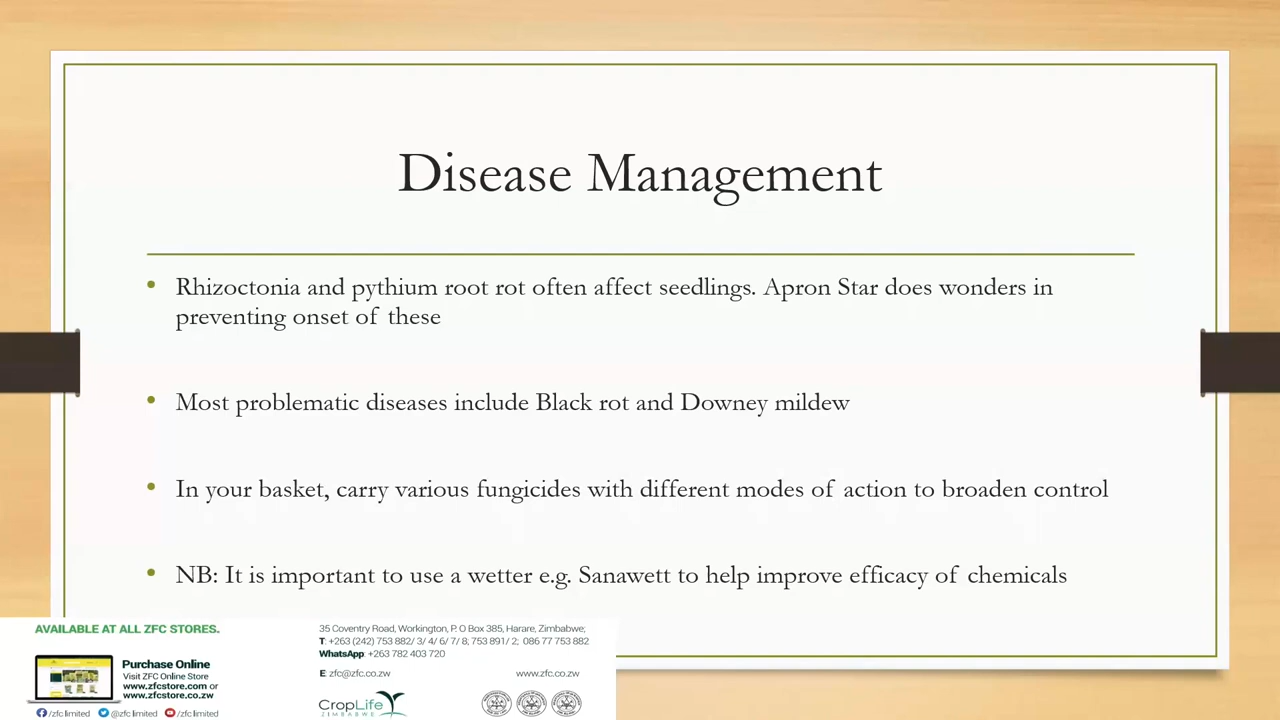 Disease Management
• Rhizoctonia and pythium root rot often affect seedlings. Apron Star does wonders in
preventing onset of these
• Most problematic diseases include Black rot and Downey mildew
• In your basket, carry various fungicides with different modes of action to broaden control
• NB: It is important to use a wetter e.g. Sanawett to help improve efficacy of chemicals
AVAILABLE AT ALL ZFC STORES.
Purchase Online
Visit ZFC Online Store
www.zfcstore.com or
www.zfcstore.co.zw
/zfc limited @zfc limited /zfc limited
35 Coventry Road, Workington, P. O Box 385, Harare, Zimbabwe;
T: +263 (242) 753 882/ 3/ 4/ 6/ 7/ 8; 753 891/ 2; 086 77 753 882
WhatsApp: +263 782 403 720
E: zfc@zfc.co.zw www.zfc.co.zw
CropLife
ZIMBABWE